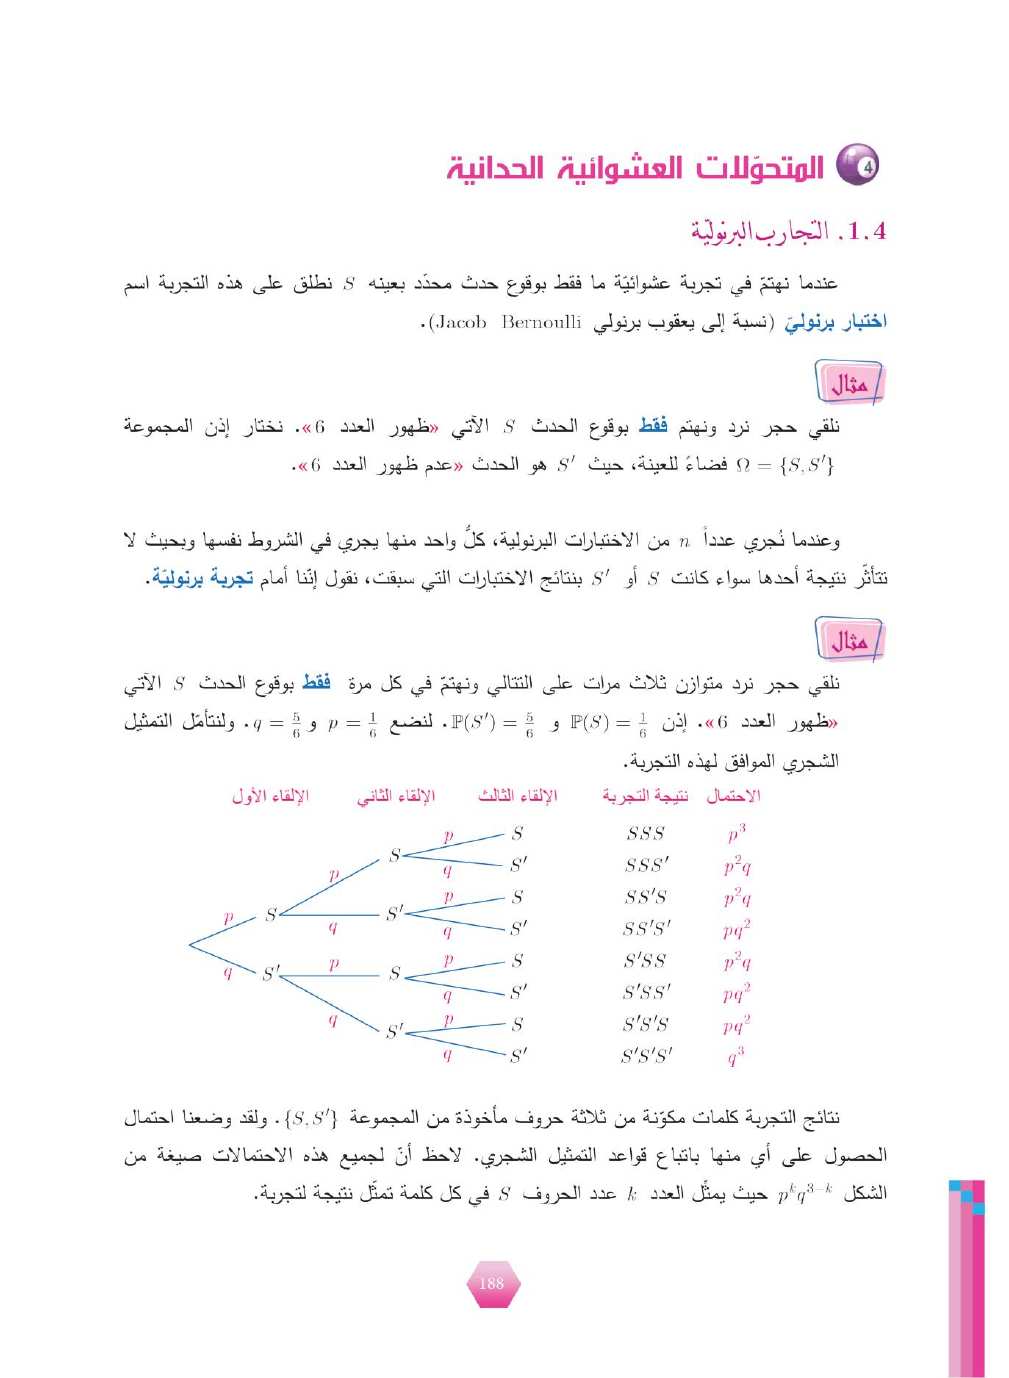 4 المتحوّلات العشوائية الحدانية
1.4. التجارب البرنوليّة
عندما نهتمّ في تجربة عشوائيّة ما فقط بوقوع حدث محدّد بعينه S نطلق على هذه التجربة اسم
اختبار برنوليّ (نسبة إلى يعقوب برنولي Jacob Bernoulli).
مثال
نلقي حجر نرد ونهتم فقط بوقوع الحدث S الآتي «ظهور العدد 6». نختار إذن المجموعة
Ω = {S, S′} فضاءً للعينة، حيث S′ هو الحدث «عدم ظهور العدد 6».
وعندما نُجري عدداً n من الاختبارات البرنولية، كلُّ واحد منها يجري في الشروط نفسها وبحيث لا
تتأثّر نتيجة أحدها سواء كانت S أو S′ بنتائج الاختبارات التي سبقت، نقول إنّنا أمام تجربة برنوليّة.
مثال
نلقي حجر نرد متوازن ثلاث مرات على التتالي ونهتمّ في كل مرة فقط بوقوع الحدث S الآتي
«ظهور العدد 6». إذن ℙ(S) = 1/6 و ℙ(S′) = 5/6. لنضع p = 1/6 و q = 5/6. ولنتأمّل التمثيل
الشجري الموافق لهذه التجربة.
الإلقاء الأول الإلقاء الثاني الإلقاء الثالث نتيجة التجربة الاحتمال
p S SSS p³
S
p q S′ SSS′ p²q
p S SS′S p²q
p S S′
q q S′ SS′S′ pq²
p S S′SS p²q
q S′ p S
q S′ S′SS′ pq²
q p S S′S′S pq²
S′
q S′ S′S′S′ q³
نتائج التجربة كلمات مكوّنة من ثلاثة حروف مأخوذة من المجموعة {S, S′}. ولقد وضعنا احتمال
الحصول على أي منها باتباع قواعد التمثيل الشجري. لاحظ أنّ لجميع هذه الاحتمالات صيغة من
الشكل pᵏq³⁻ᵏ حيث يمثّل العدد k عدد الحروف S في كل كلمة تمثّل نتيجة لتجربة.
188